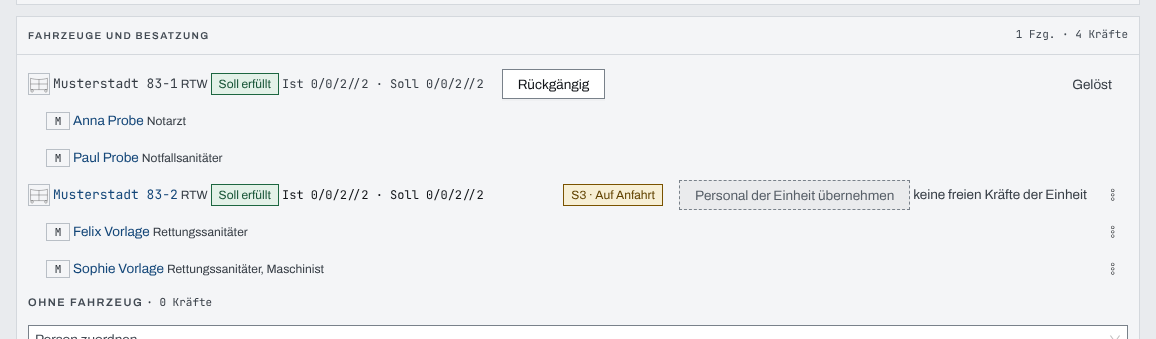 FAHRZEUGE UND BESATZUNG 1 Fzg. · 4 Kräfte
Musterstadt 83-1 RTW Soll erfüllt Ist 0/0/2//2 · Soll 0/0/2//2 Rückgängig Gelöst
M Anna Probe Notarzt
M Paul Probe Notfallsanitäter
Musterstadt 83-2 RTW Soll erfüllt Ist 0/0/2//2 · Soll 0/0/2//2 S3 · Auf Anfahrt Personal der Einheit übernehmen keine freien Kräfte der Einheit
M Felix Vorlage Rettungssanitäter
M Sophie Vorlage Rettungssanitäter, Maschinist
OHNE FAHRZEUG · 0 Kräfte
Person zuordnen